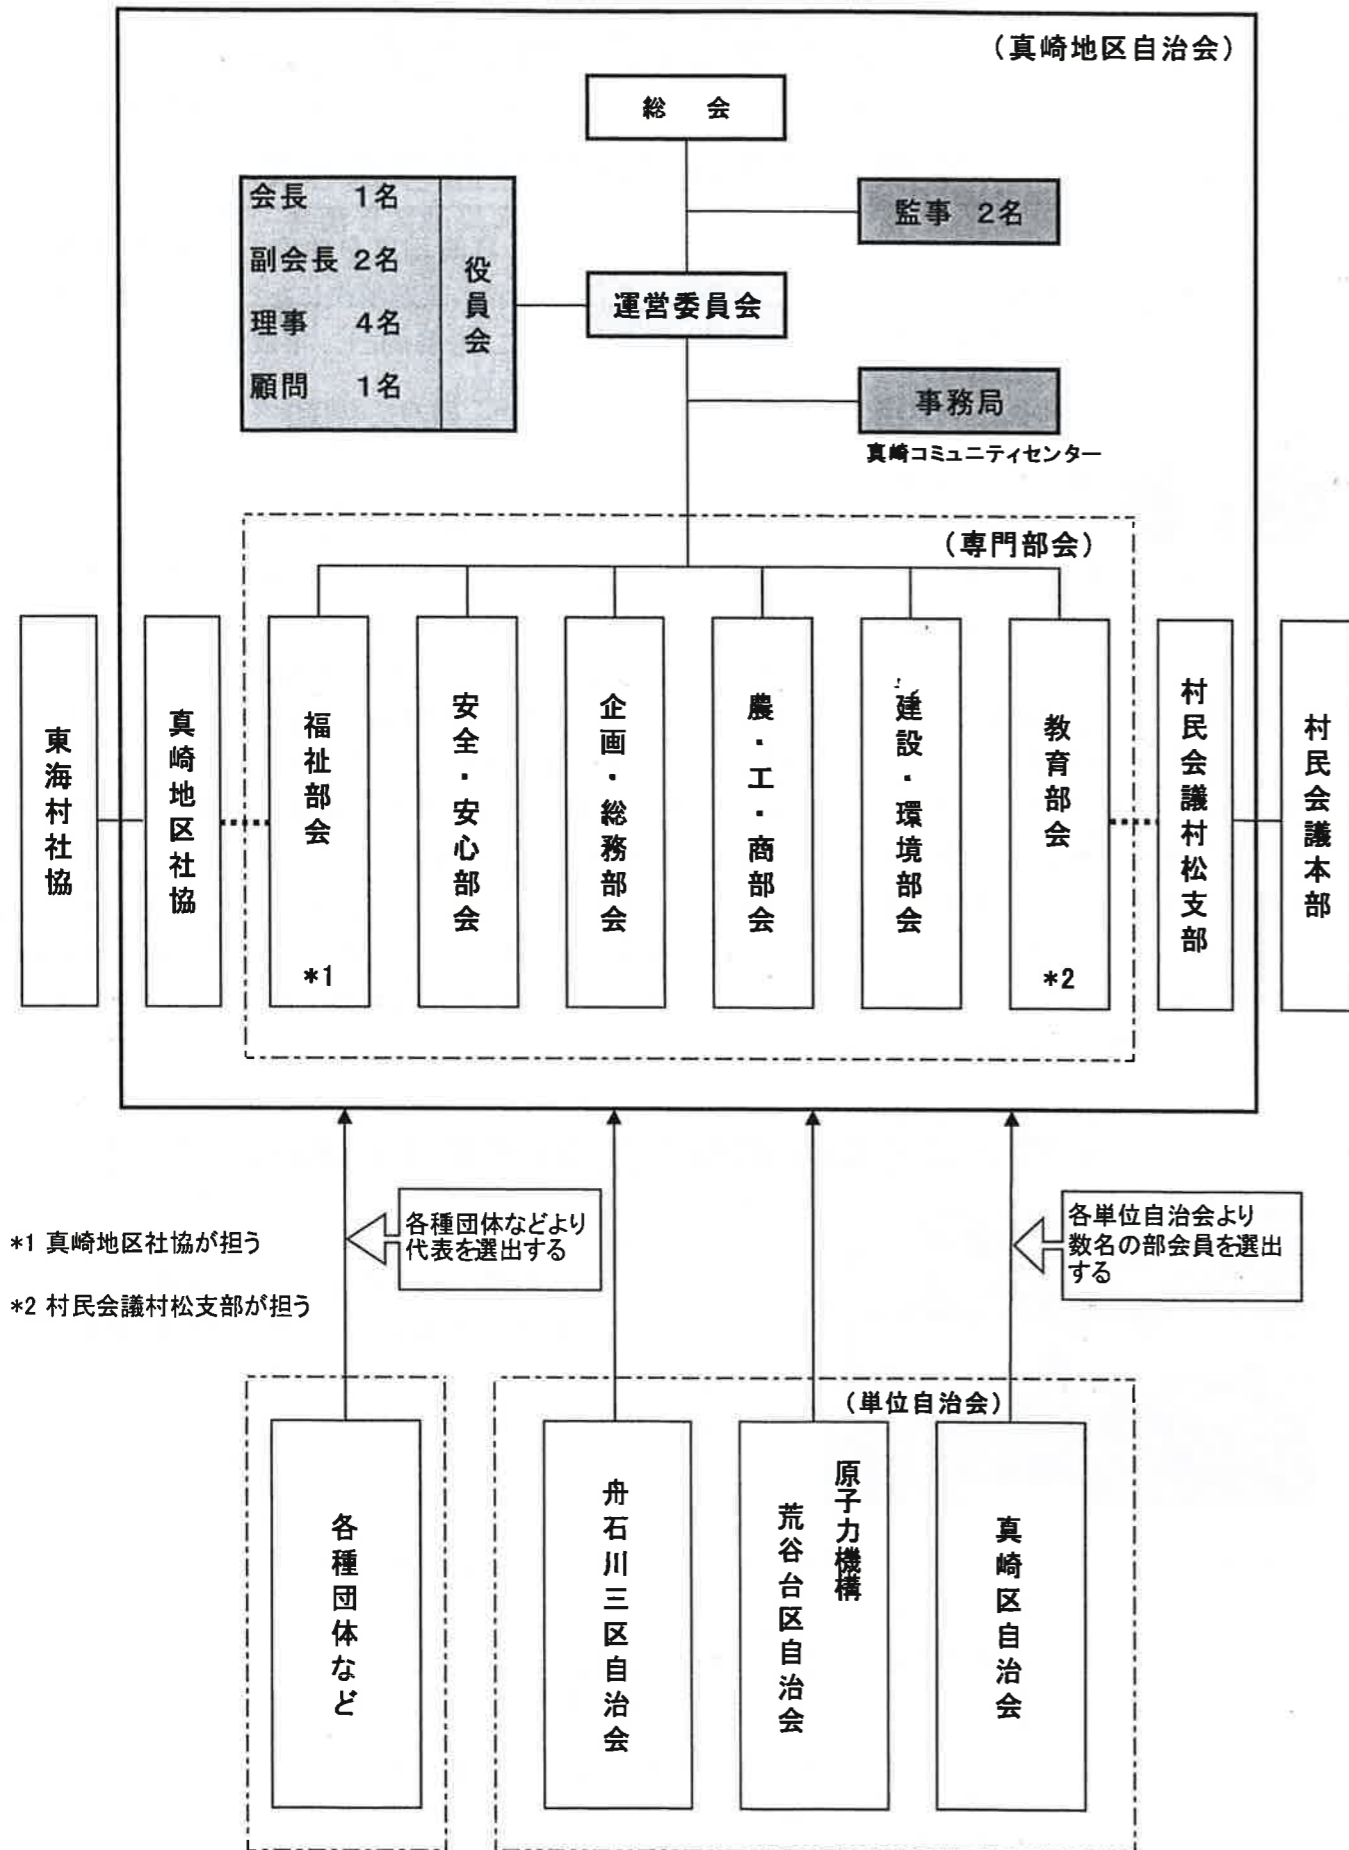 （真崎地区自治会）
総　会
会長　1名
副会長 2名
理事　4名
顧問　1名
役員会
監事　2名
運営委員会
事務局
真崎コミュニティセンター
（専門部会）
東海村社協
真崎地区社協
福祉部会
*1
安全・安心部会
企画・総務部会
農・工・商部会
建設・環境部会
教育部会
*2
村民会議村松支部
村民会議本部
*1 真崎地区社協が担う
*2 村民会議村松支部が担う
各種団体などより
代表を選出する
各単位自治会より
数名の部会員を選出
する
（単位自治会）
各種団体など
舟石川三区自治会
原子力機構
荒谷台区自治会
真崎区自治会